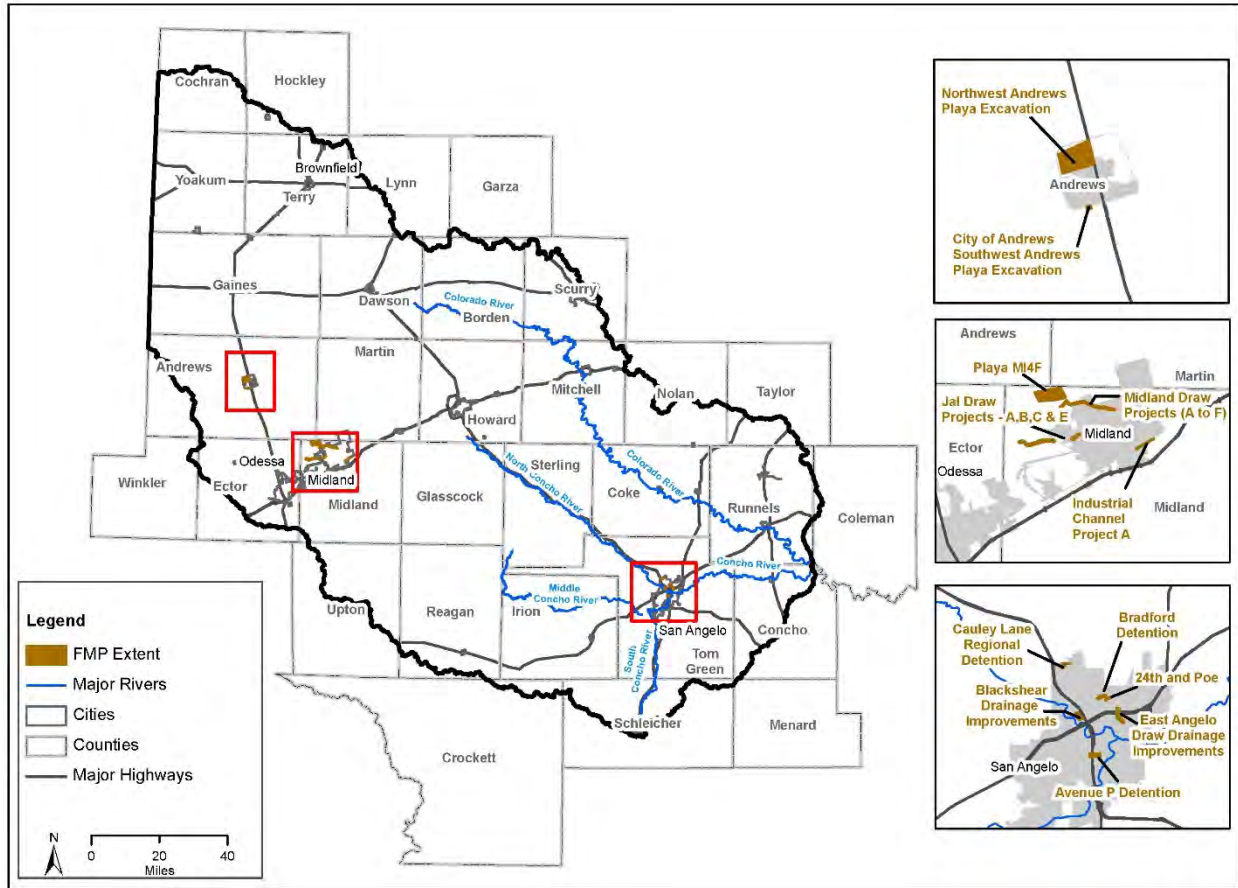 Cochran
Hockley
Yoakum
Brownfield
Terry
Lynn
Garza
Gaines
Dawson
Colorado River
Borden
Scurry
Andrews
Martin
Mitchell
Nolan
Taylor
Howard
Odessa
Midland
Winkler
Ector
Midland
Glasscock
North Concho River
Sterling
Coke
Colorado River
Runnels
Coleman
Concho River
Middle
Concho River
Upton
Reagan
Irion
San Angelo
Concho
Tom
Green
South
Concho River
Schleicher
Menard
Crockett
Legend
FMP Extent
Major Rivers
Cities
Counties
Major Highways
N
0 20 40
Miles
Northwest Andrews
Playa Excavation
Andrews
City of Andrews
Southwest Andrews
Playa Excavation
Andrews
Martin
Playa MI4F
Jal Draw
Projects - A,B,C & E
Midland Draw
Projects (A to F)
Midland
Ector
Odessa
Industrial
Channel
Project A
Midland
Cauley Lane
Regional
Detention
Bradford
Detention
24th and Poe
Blackshear
Drainage
Improvements
East Angelo
Draw Drainage
Improvements
San Angelo
Avenue P Detention